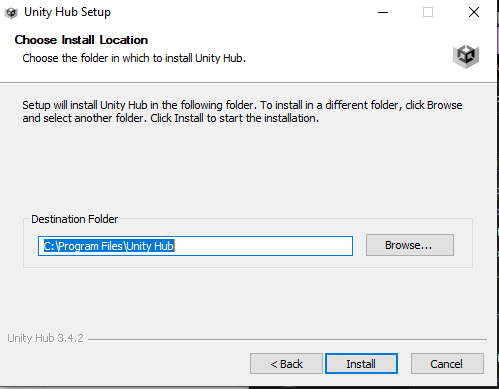 Unity Hub Setup
Choose Install Location
Choose the folder in which to install Unity Hub.
Setup will install Unity Hub in the following folder. To install in a different folder, click Browse
and select another folder. Click Install to start the installation.
Destination Folder
C:\Program Files\Unity Hub
Browse...
Unity Hub 3.4.2
< Back
Install
Cancel